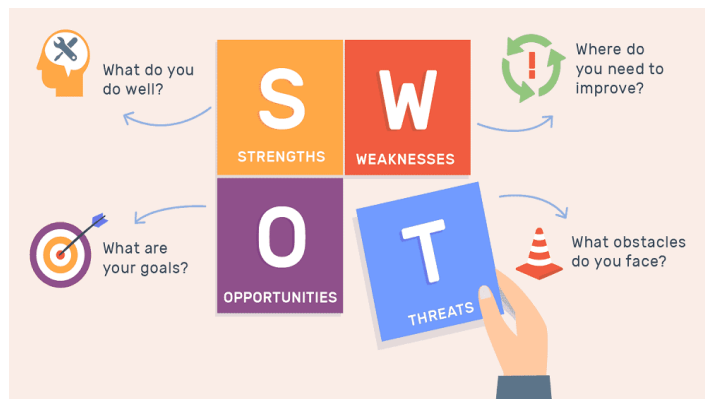 What do you
do well?
S
STRENGTHS
W
WEAKNESSES
Where do
you need to
improve?
What are
your goals?
O
OPPORTUNITIES
T
THREATS
What obstacles
do you face?